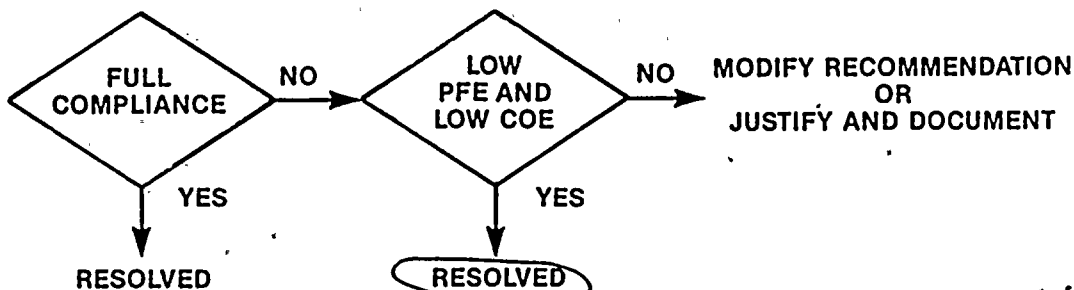 FULL
COMPLIANCE
NO
LOW
PFE AND
LOW COE
NO
MODIFY RECOMMENDATION
OR
JUSTIFY AND DOCUMENT
YES
YES
RESOLVED
RESOLVED